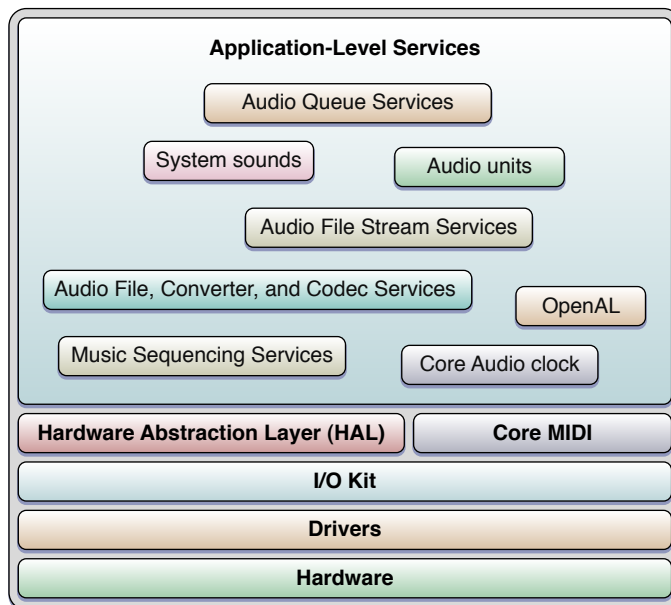 Application-Level Services
Audio Queue Services
System sounds
Audio units
Audio File Stream Services
Audio File, Converter, and Codec Services
OpenAL
Music Sequencing Services
Core Audio clock
Hardware Abstraction Layer (HAL)
Core MIDI
I/O Kit
Drivers
Hardware